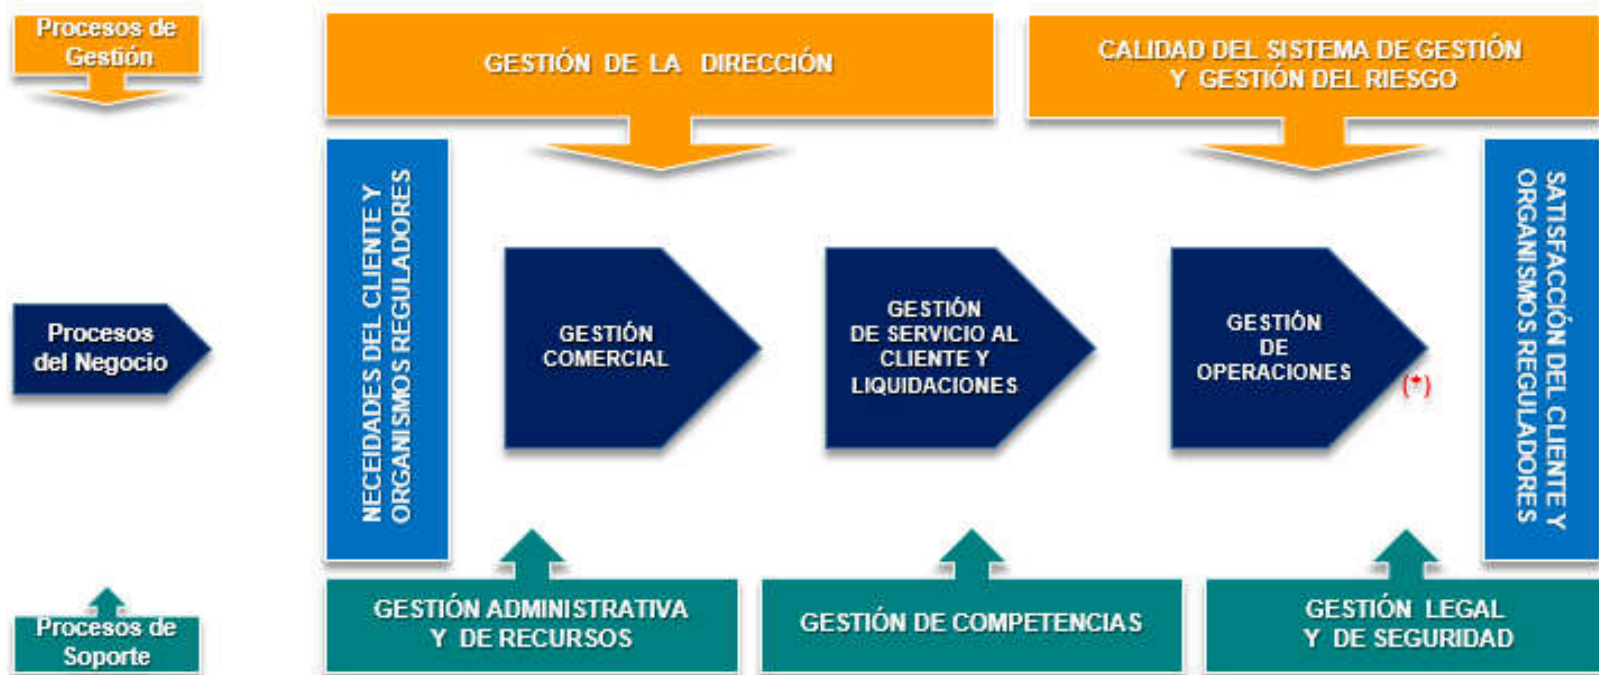 Procesos de
Gestión
GESTIÓN DE LA DIRECCIÓN
CALIDAD DEL SISTEMA DE GESTIÓN
Y GESTIÓN DEL RIESGO
NECEIDADES DEL CLIENTE Y
ORGANISMOS REGULADORES
Procesos
del Negocio
GESTIÓN
COMERCIAL
GESTIÓN
DE SERVICIO AL
CLIENTE Y
LIQUIDACIONES
GESTIÓN
DE
OPERACIONES
(*)
SATISFACCIÓN DEL CLIENTE Y
ORGANISMOS REGULADORES
Procesos de
Soporte
GESTIÓN ADMINISTRATIVA
Y DE RECURSOS
GESTIÓN DE COMPETENCIAS
GESTIÓN LEGAL
Y DE SEGURIDAD